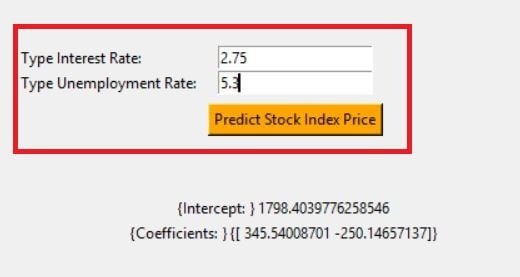 Type Interest Rate: 2.75
Type Unemployment Rate: 5.3
Predict Stock Index Price
{Intercept: } 1798.4039776258546
{Coefficients: } {[ 345.54008701 -250.14657137]}